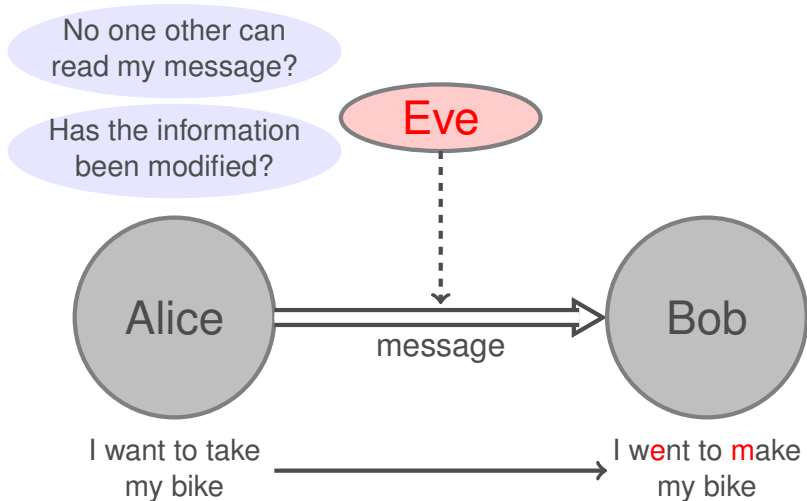 No one other can
read my message?
Eve
Has the information
been modified?
Alice
Bob
message
I want to take
my bike
I went to make
my bike